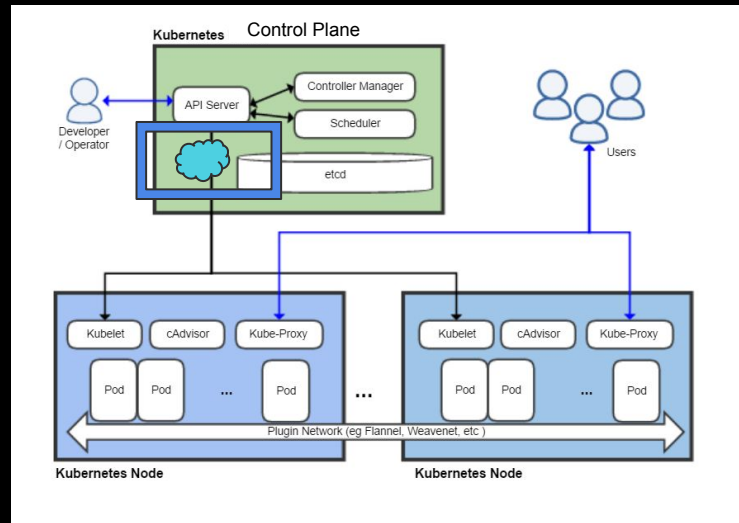 Kubernetes
Control Plane
API Server
Controller Manager
Scheduler
etcd
Developer
/ Operator
Users
Kubelet
cAdvisor
Kube-Proxy
Kubelet
cAdvisor
Kube-Proxy
Pod
Pod
...
Pod
...
Pod
Pod
...
Pod
Plugin Network (eg Flannel, Weavenet, etc )
Kubernetes Node
Kubernetes Node